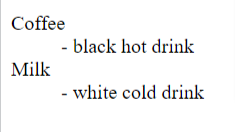 Coffee
- black hot drink
Milk
- white cold drink